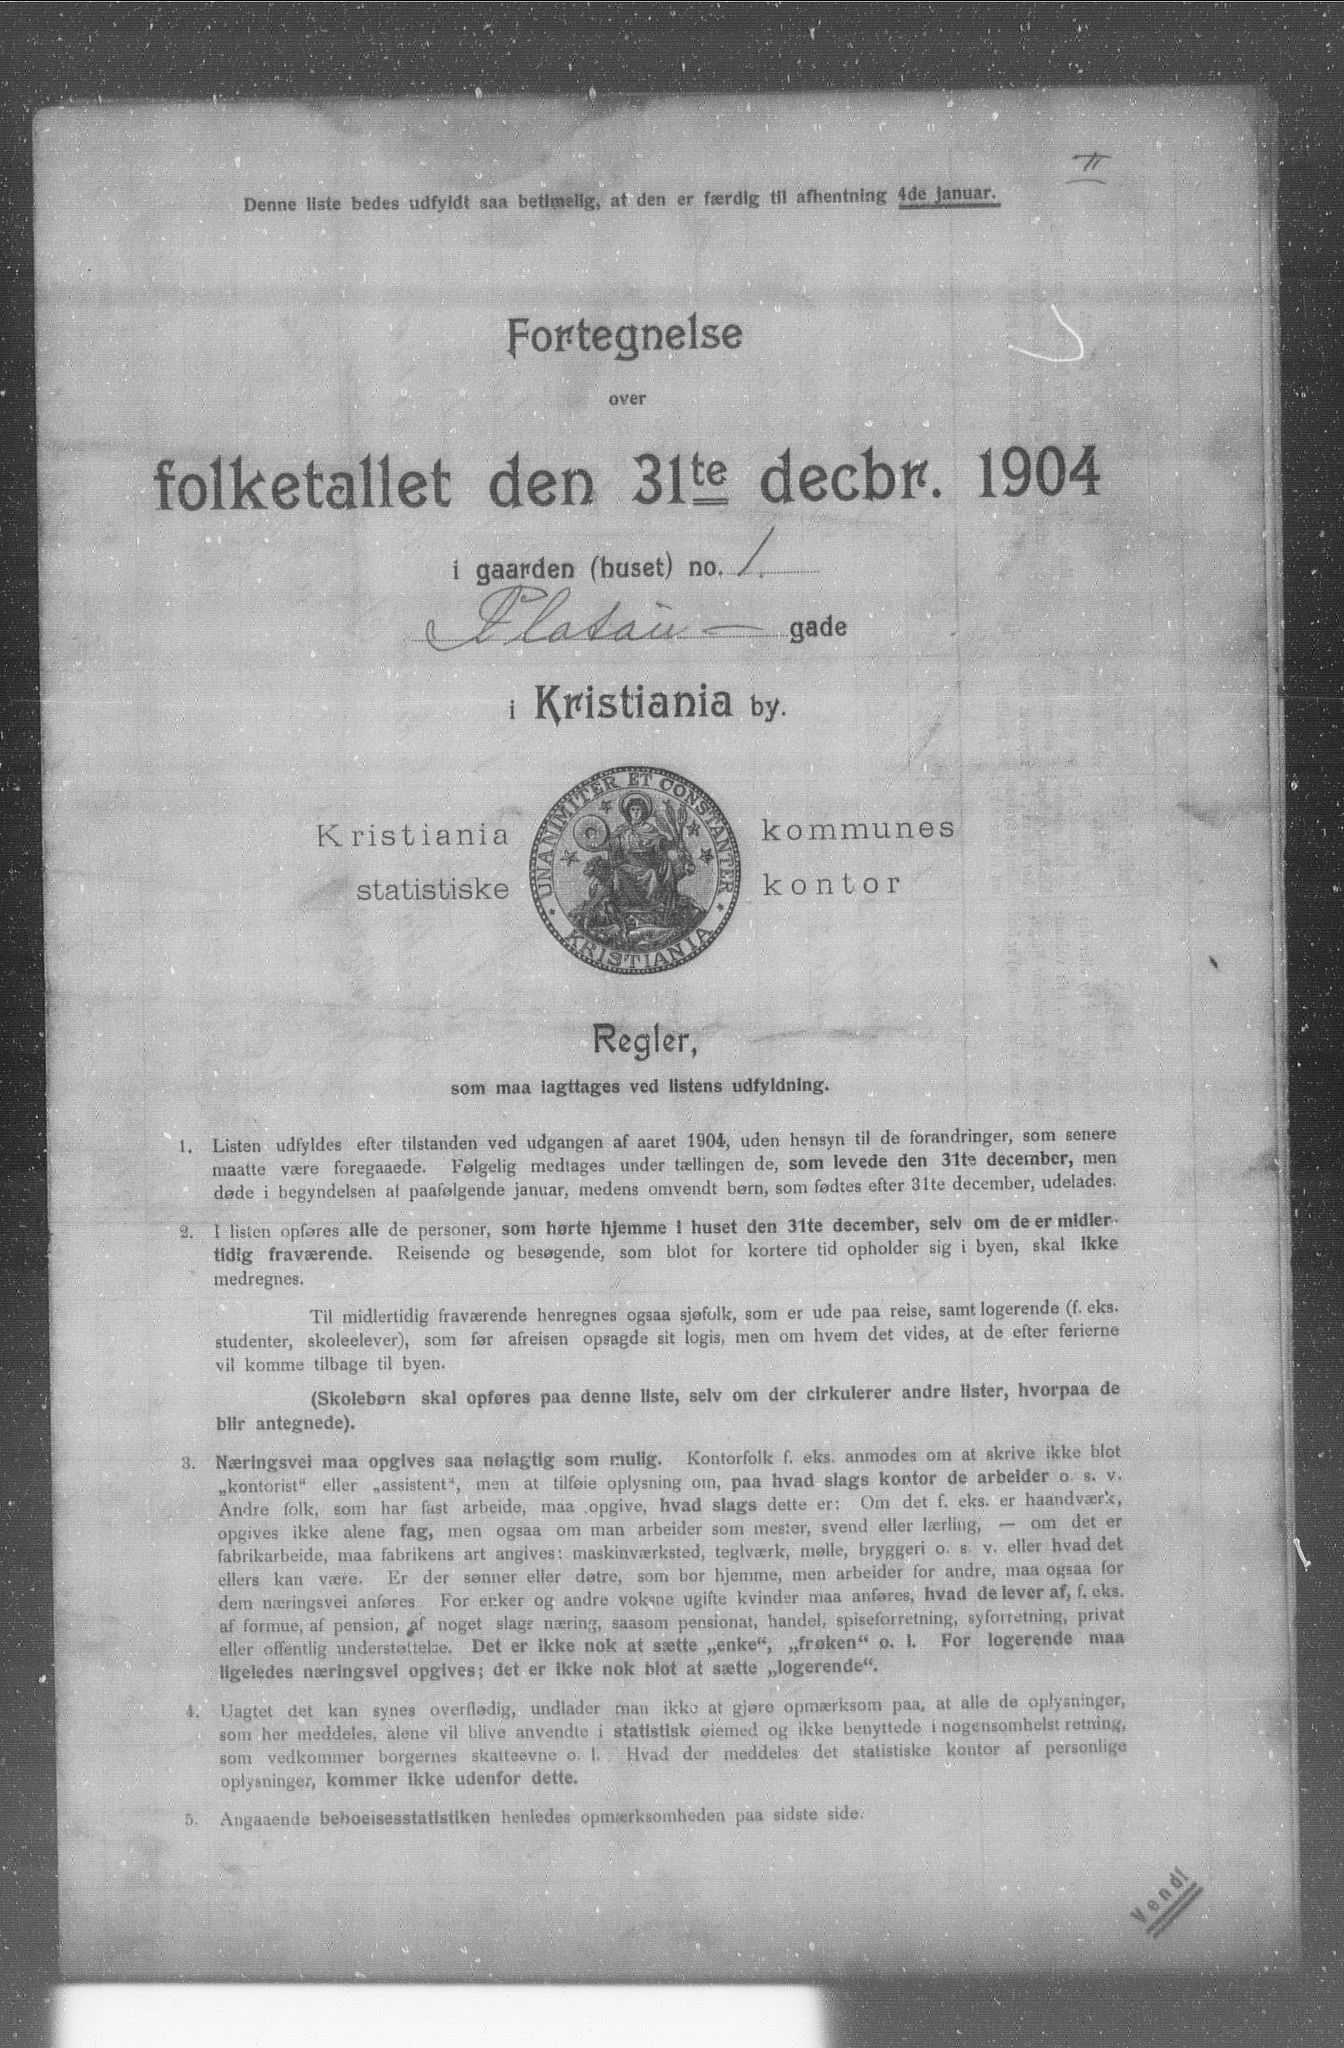 II
Denne liste bedes udfyldt saa betimelig, at den er færdig til afhentning 4de januar.
Fortegnelse
over
folketallet den 31te decbr. 1904
i gaarden (huset) no. 1.
Platou — gade
i Kristiania by.
Kristiania kommunes
statistiske kontor
UNANIMITER ET CONSTANTER
KRISTIANIA
Regler,
som maa iagttages ved listens udfyldning.
1. Listen udfyldes efter tilstanden ved udgangen af aaret 1904, uden hensyn til de forandringer, som senere
maatte være foregaaede. Følgelig medtages under tællingen de, som levede den 31te december, men
døde i begyndelsen af paafølgende januar, medens omvendt børn, som fødtes efter 31te december, udelades.
2. I listen opføres alle de personer, som hørte hjemme i huset den 31te december, selv om de er midler-
tidig fraværende. Reisende og besøgende, som blot for kortere tid opholder sig i byen, skal ikke
medregnes.
Til midlertidig fraværende henregnes ogsaa sjøfolk, som er ude paa reise, samt logerende (f. eks.
studenter, skoleelever), som før afreisen opsagde sit logis, men om hvem det vides, at de efter ferierne
vil komme tilbage til byen.
(Skolebørn skal opføres paa denne liste, selv om der cirkulerer andre lister, hvorpaa de
blir antegnede).
3. Næringsvei maa opgives saa nøiagtig som mulig. Kontorfolk f. eks. anmodes om at skrive ikke blot
„kontorist“ eller „assistent“, men at tilføie oplysning om, paa hvad slags kontor de arbeider o. s. v.
Andre folk, som har fast arbeide, maa opgive, hvad slags dette er: Om det f. eks. er haandværk,
opgives ikke alene fag, men ogsaa om man arbeider som mester, svend eller lærling, — om det er
fabrikarbeide, maa fabrikens art angives: maskinværksted, teglværk, mølle, bryggeri o. s. v. eller hvad det
ellers kan være. Er der sønner eller døtre, som bor hjemme, men arbeider for andre, maa ogsaa for
dem næringsvei anføres. For enker og andre voksne ugifte kvinder maa anføres, hvad de lever af, f. eks.
af formue, af pension, af noget slags næring, saasom pensionat, handel, spiseforretning, syforretning, privat
eller offentlig understøttelse. Det er ikke nok at sætte „enke“, „frøken“ o. l. For logerende maa
ligeledes næringsvei opgives; det er ikke nok blot at sætte „logerende“.
4. Uagtet det kan synes overflødig, undlader man ikke at gjøre opmærksom paa, at alle de oplysninger,
som her meddeles, alene vil blive anvendte i statistisk øiemed og ikke benyttede i nogensomhelst retning,
som vedkommer borgernes skatteevne o. l. Hvad der meddeles det statistiske kontor af personlige
oplysninger, kommer ikke udenfor dette.
5. Angaaende beboelsesstatistiken henledes opmærksomheden paa sidste side.
Vend!